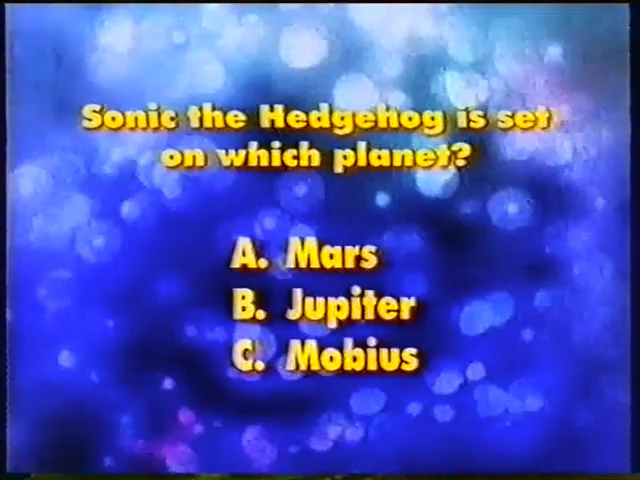 Sonic the Hedgehog is set
on which planet?
A. Mars
B. Jupiter
C. Mobius